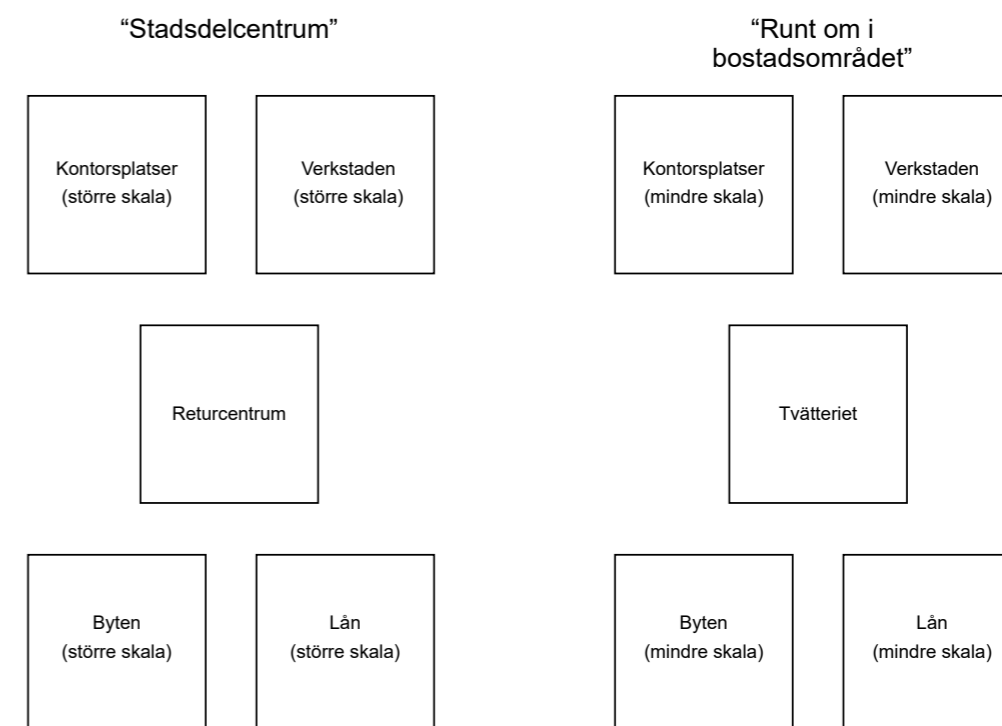 “Stadsdelcentrum”
“Runt om i
bostadsområdet”
Kontorsplatser
(större skala)
Verkstaden
(större skala)
Kontorsplatser
(mindre skala)
Verkstaden
(mindre skala)
Returcentrum
Tvätteriet
Byten
(större skala)
Lån
(större skala)
Byten
(mindre skala)
Lån
(mindre skala)